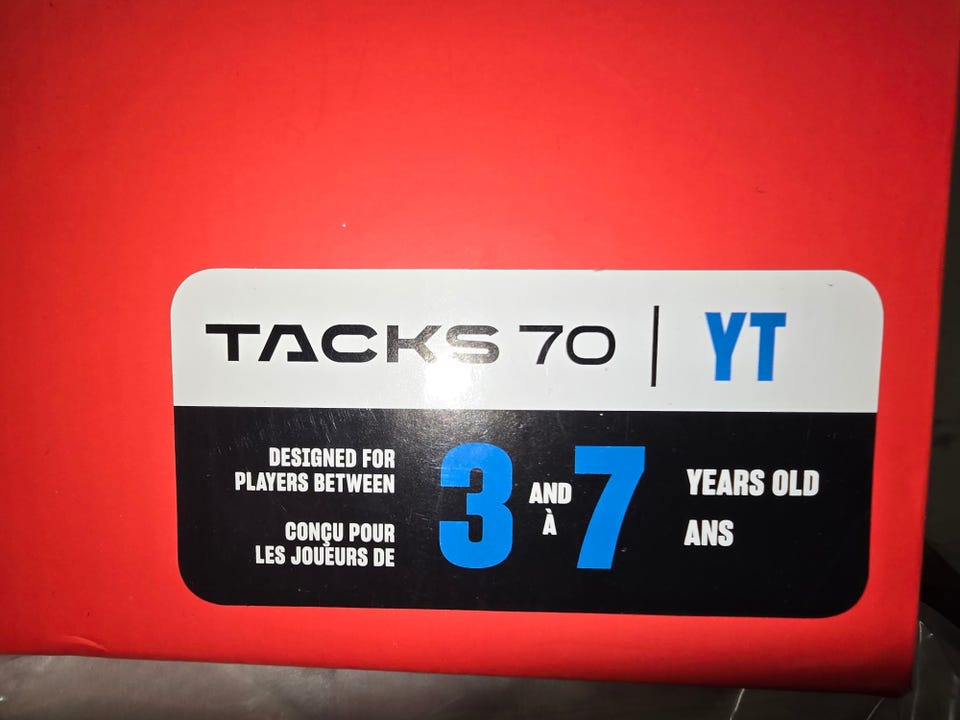 TACKS 70 | YT
DESIGNED FOR
PLAYERS BETWEEN
CONÇU POUR
LES JOUEURS DE
3 AND À 7
YEARS OLD
ANS